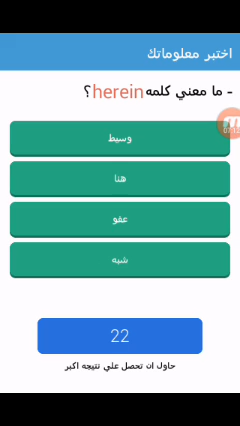 اختبر معلوماتك
- ما معني كلمه herein ؟
وسيط
هنا
عفو
شبه
22
حاول ان تحصل علي نتيجه اكبر